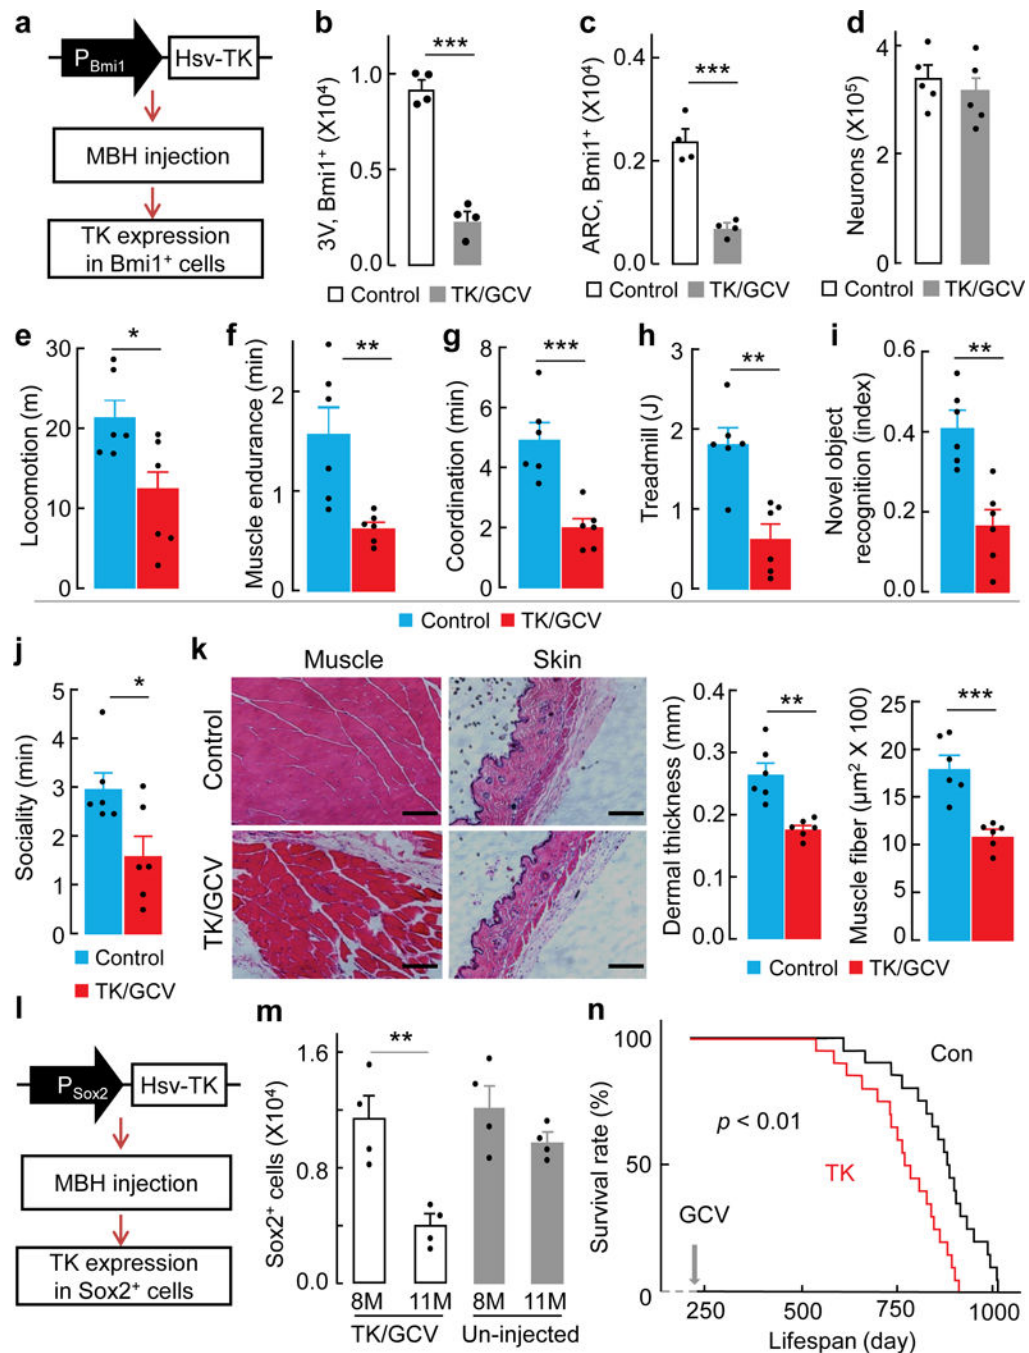 a
P_Bmi1 Hsv-TK
MBH injection
TK expression
in Bmi1⁺ cells
b
3V, Bmi1⁺ (X10⁴)
1.0
0.5
0
***
Control TK/GCV
c
ARC, Bmi1⁺ (X10⁴)
0.4
0.2
0.0
***
Control TK/GCV
d
Neurons (X10⁵)
4
2
0
Control TK/GCV
e
Locomotion (m)
30
20
10
0
*
f
Muscle endurance (min)
2
1
0
**
g
Coordination (min)
8
6
4
2
0
***
h
Treadmill (J)
3
2
1
0
**
i
Novel object
recognition (index)
0.6
0.4
0.2
0.0
**
Control TK/GCV
j
Sociality (min)
5
4
3
2
1
0
*
Control
TK/GCV
k
Muscle Skin
Control
TK/GCV
Dermal thickness (mm)
0.4
0.3
0.2
0.1
0.0
**
Muscle fiber (µm² X 100)
25
20
15
10
5
0
***
Control TK/GCV
l
P_Sox2 Hsv-TK
MBH injection
TK expression
in Sox2⁺ cells
m
Sox2⁺ cells (X10⁴)
1.6
0.8
0.0
**
8M 11M 8M 11M
TK/GCV Un-injected
n
Survival rate (%)
100
50
0
Con
p < 0.01
TK
GCV
250 500 750 1000
Lifespan (day)